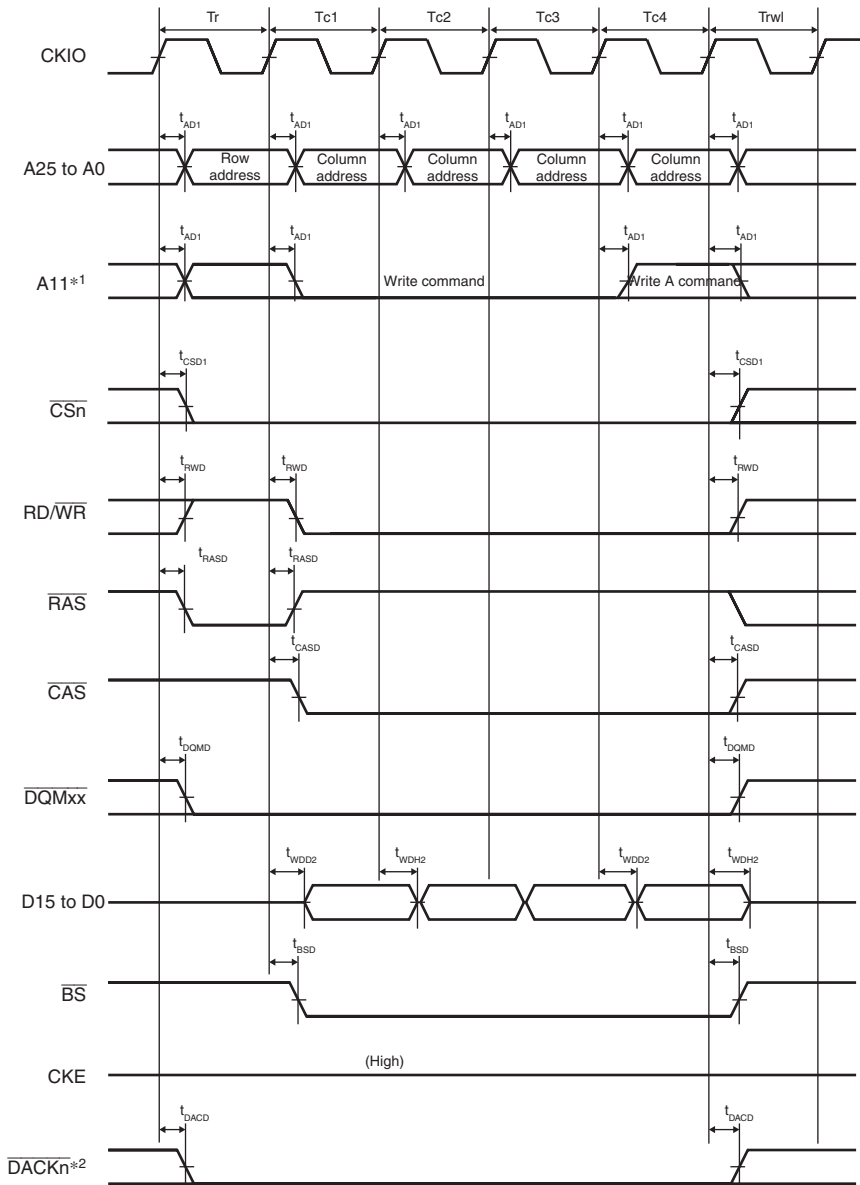 Tr Tc1 Tc2 Tc3 Tc4 Trwl
CKIO
tAD1 tAD1 tAD1 tAD1 tAD1 tAD1
A25 to A0
Row address
Column address
Column address
Column address
Column address
tAD1 tAD1 tAD1 tAD1
A11*1
Write command
Write A command
tCSD1 tCSD1
CSn
tRWD tRWD tRWD
RD/WR
tRASD tRASD
RAS
tCASD tCASD
CAS
tDQMD tDQMD
DQMxx
tWDD2 tWDH2 tWDD2 tWDH2
D15 to D0
tBSD tBSD
BS
(High)
CKE
tDACD tDACD
DACKn*2